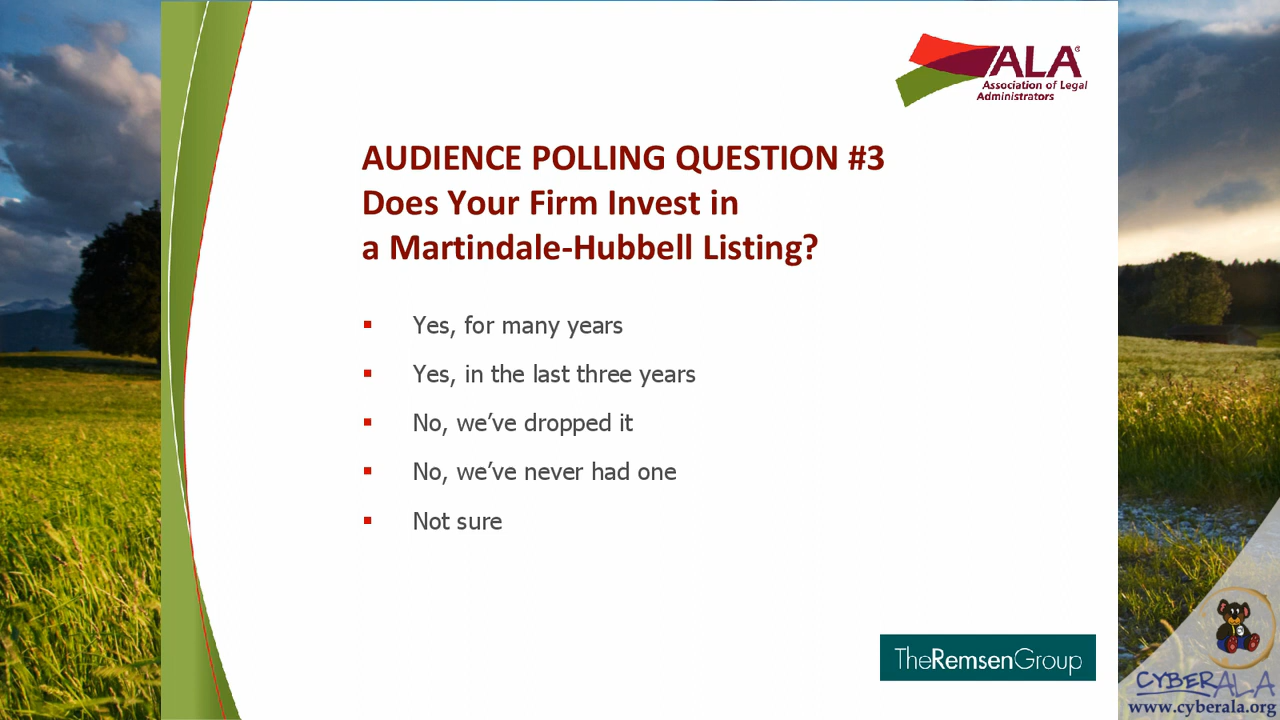 ALA®
Association of Legal
Administrators
AUDIENCE POLLING QUESTION #3
Does Your Firm Invest in
a Martindale-Hubbell Listing?
▪ Yes, for many years
▪ Yes, in the last three years
▪ No, we’ve dropped it
▪ No, we’ve never had one
▪ Not sure
TheRemsenGroup
CYBERALA
www.cyberala.org